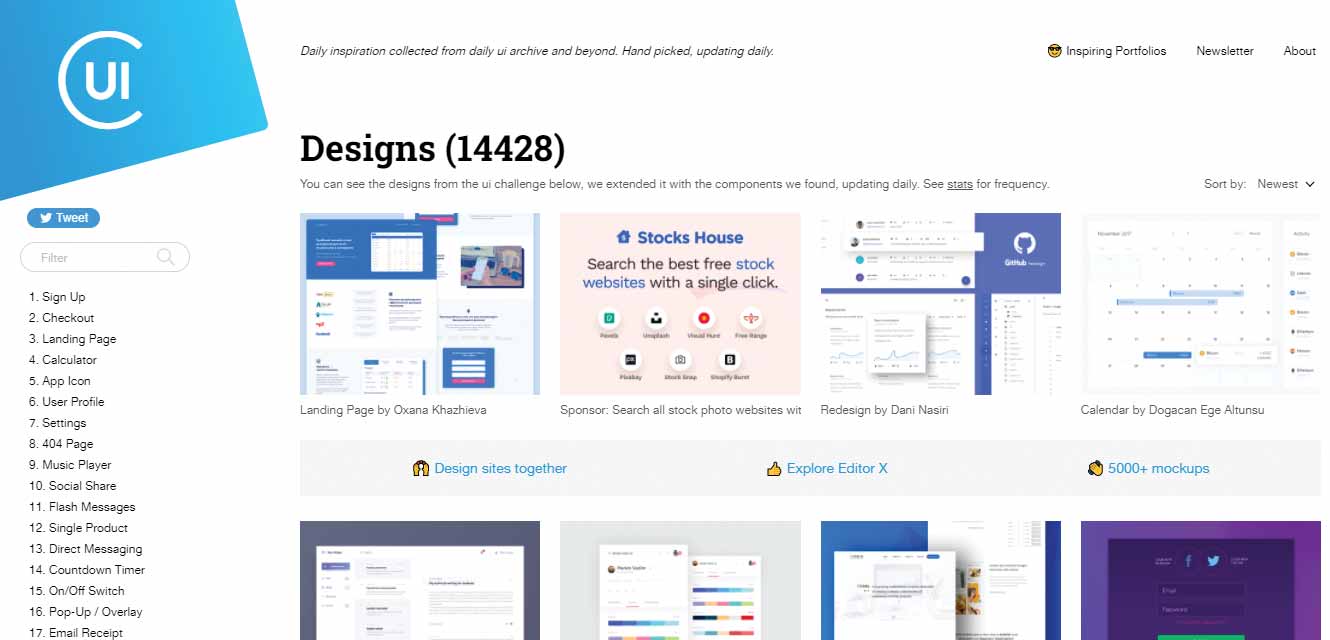 UI
Daily inspiration collected from daily ui archive and beyond. Hand picked, updating daily.
Inspiring Portfolios
Newsletter
About
Designs (14428)
You can see the designs from the ui challenge below, we extended it with the components we found, updating daily. See stats for frequency.
Sort by: Newest
Tweet
Filter
1. Sign Up
2. Checkout
3. Landing Page
4. Calculator
5. App Icon
6. User Profile
7. Settings
8. 404 Page
9. Music Player
10. Social Share
11. Flash Messages
12. Single Product
13. Direct Messaging
14. Countdown Timer
15. On/Off Switch
16. Pop-Up / Overlay
17. Email Receipt
Stocks House
Search the best free stock
websites with a single click.
Pexels
Unsplash
Visual Hunt
Free Range
Pixabay
Stock Snap
Shopify Burst
GitHub
November 2017
Activity
Landing Page by Oxana Khazhieva
Sponsor: Search all stock photo websites wit
Redesign by Dani Nasiri
Calendar by Dogacan Ege Altunsu
Design sites together
Explore Editor X
5000+ mockups
Email
Password